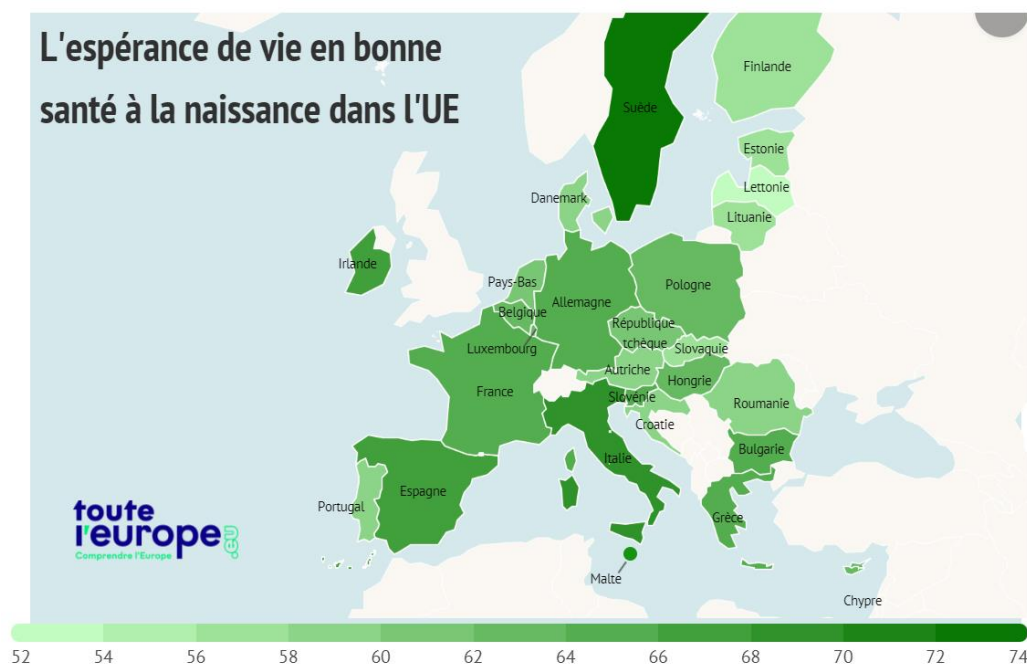 L'espérance de vie en bonne
santé à la naissance dans l'UE
Finlande
Suède
Estonie
Lettonie
Danemark
Lituanie
Irlande
Pays-Bas
Pologne
Allemagne
Belgique
République
tchèque
Luxembourg
Slovaquie
Autriche
Hongrie
France
Slovénie
Roumanie
Croatie
Bulgarie
Italie
Espagne
Portugal
Grèce
toute
l'europe.eu
Comprendre l'Europe
Malte
Chypre
52 54 56 58 60 62 64 66 68 70 72 74